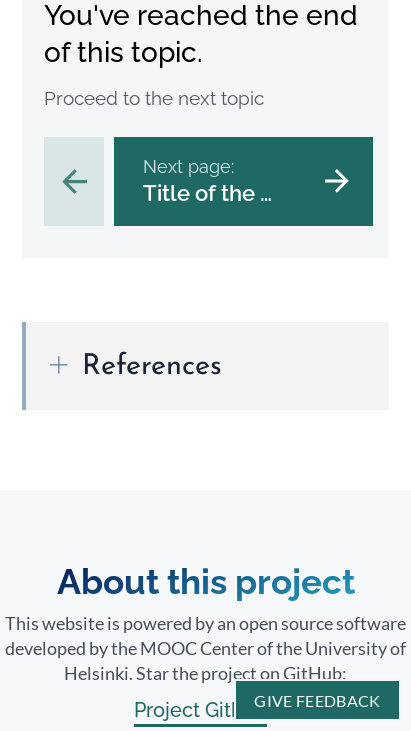 You've reached the end
of this topic.
Proceed to the next topic
Next page:
Title of the ...
References
About this project
This website is powered by an open source software
developed by the MOOC Center of the University of
Helsinki. Star the project on GitHub:
Project
GIVE FEEDBACK